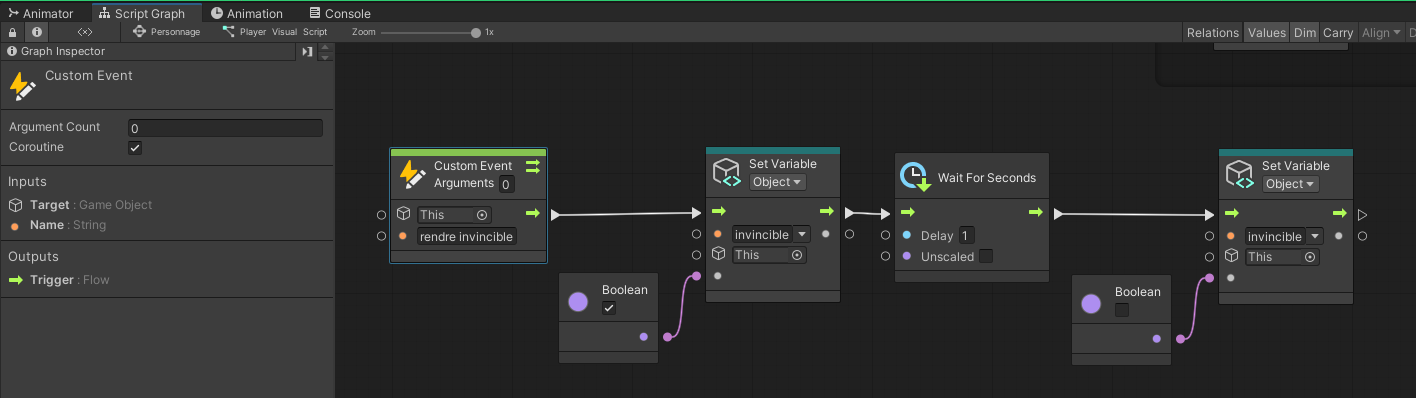 Animator Script Graph Animation Console
<×> Personnage Player Visual Script Zoom 1x Relations Values Dim Carry Align D
Graph Inspector
Custom Event
Argument Count 0
Coroutine
Inputs
Target : Game Object
Name : String
Outputs
Trigger : Flow
Custom Event
Arguments 0
This
rendre invincible
Boolean
Set Variable
Object
invincible
This
Wait For Seconds
Delay 1
Unscaled
Boolean
Set Variable
Object
invincible
This